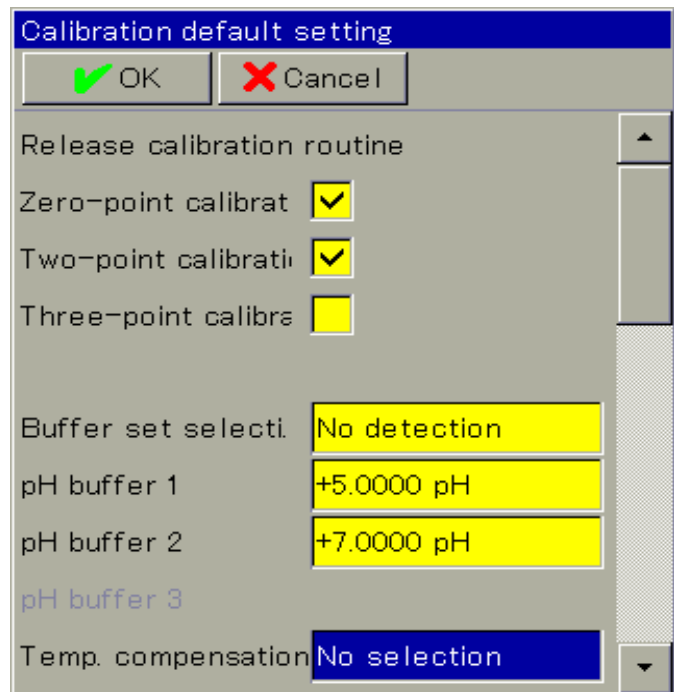 Calibration default setting
OK Cancel
Release calibration routine
Zero-point calibrat
Two-point calibrati
Three-point calibra
Buffer set selecti. No detection
pH buffer 1 +5.0000 pH
pH buffer 2 +7.0000 pH
pH buffer 3
Temp. compensation No selection